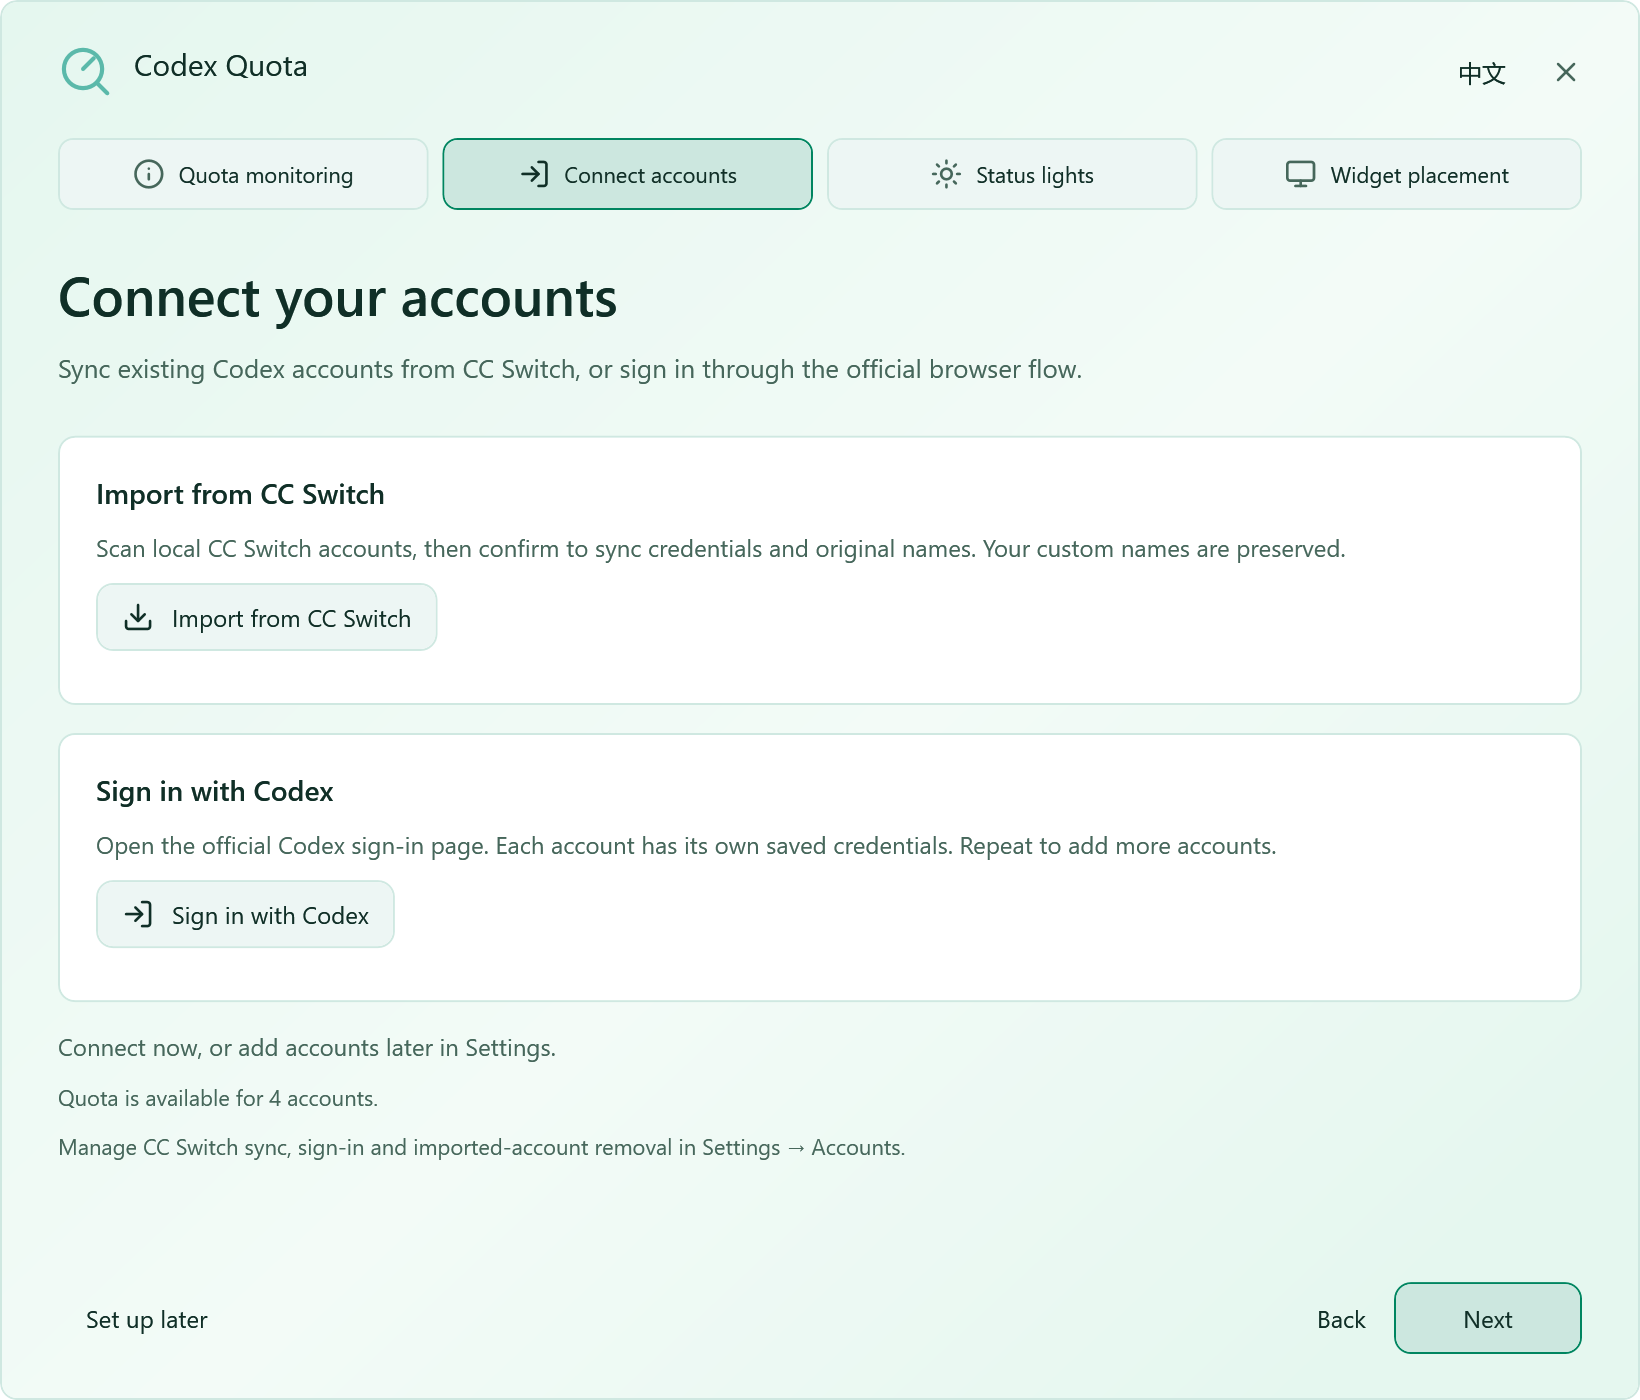 Codex Quota
中文
Quota monitoring
Connect accounts
Status lights
Widget placement
Connect your accounts
Sync existing Codex accounts from CC Switch, or sign in through the official browser flow.
Import from CC Switch
Scan local CC Switch accounts, then confirm to sync credentials and original names. Your custom names are preserved.
Import from CC Switch
Sign in with Codex
Open the official Codex sign-in page. Each account has its own saved credentials. Repeat to add more accounts.
Sign in with Codex
Connect now, or add accounts later in Settings.
Quota is available for 4 accounts.
Manage CC Switch sync, sign-in and imported-account removal in Settings → Accounts.
Set up later
Back
Next